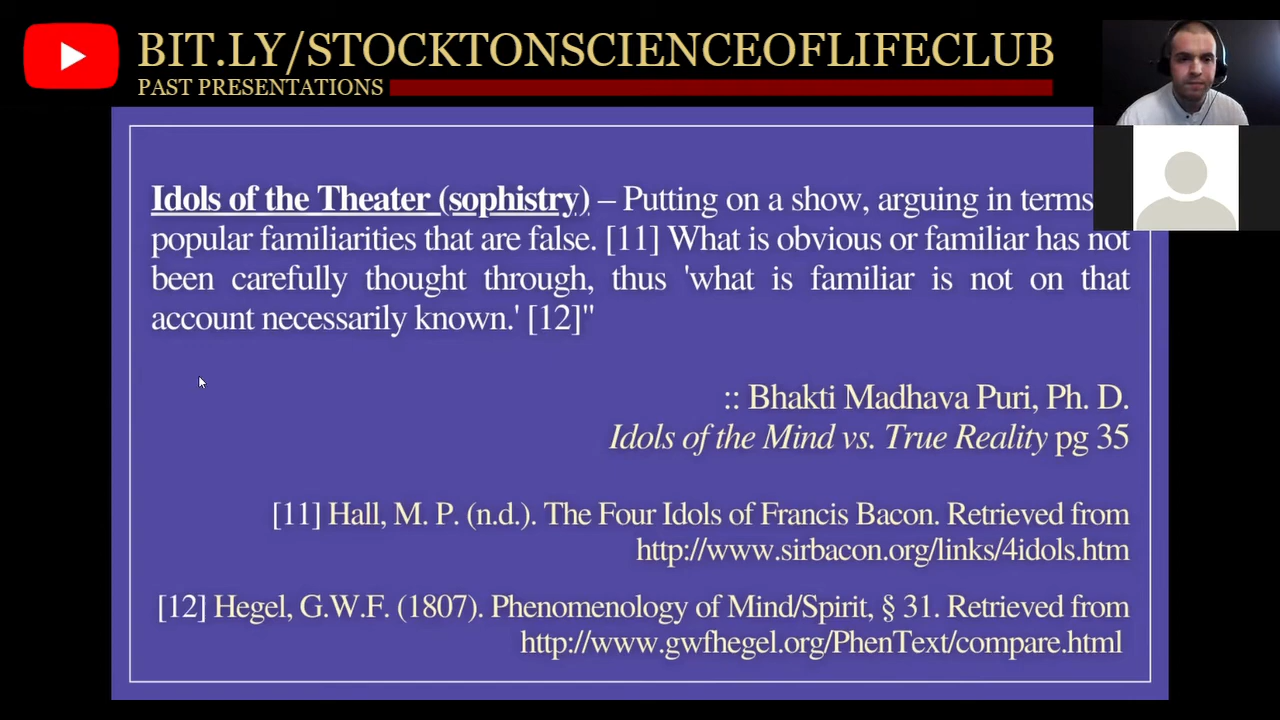 BIT.LY/STOCKTONSCIENCEOFLIFECLUB
PAST PRESENTATIONS
Idols of the Theater (sophistry) – Putting on a show, arguing in terms
popular familiarities that are false. [11] What is obvious or familiar has not
been carefully thought through, thus 'what is familiar is not on that
account necessarily known.' [12]"
:: Bhakti Madhava Puri, Ph. D.
Idols of the Mind vs. True Reality pg 35
[11] Hall, M. P. (n.d.). The Four Idols of Francis Bacon. Retrieved from
http://www.sirbacon.org/links/4idols.htm
[12] Hegel, G.W.F. (1807). Phenomenology of Mind/Spirit, § 31. Retrieved from
http://www.gwfhegel.org/PhenText/compare.html